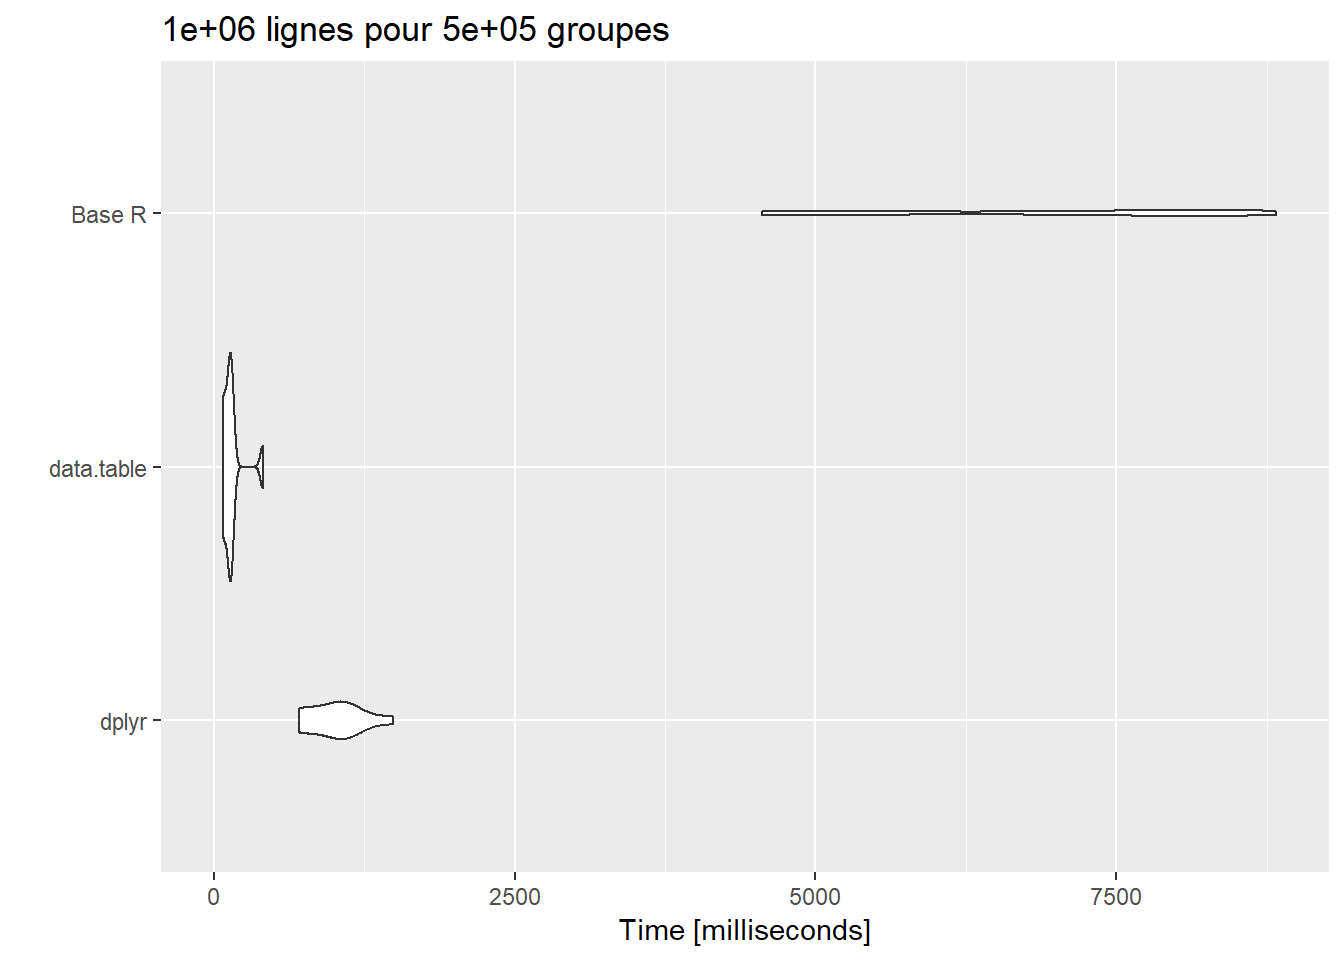 1e+06 lignes pour 5e+05 groupes
Base R
data.table
dplyr
0 2500 5000 7500
Time [milliseconds]